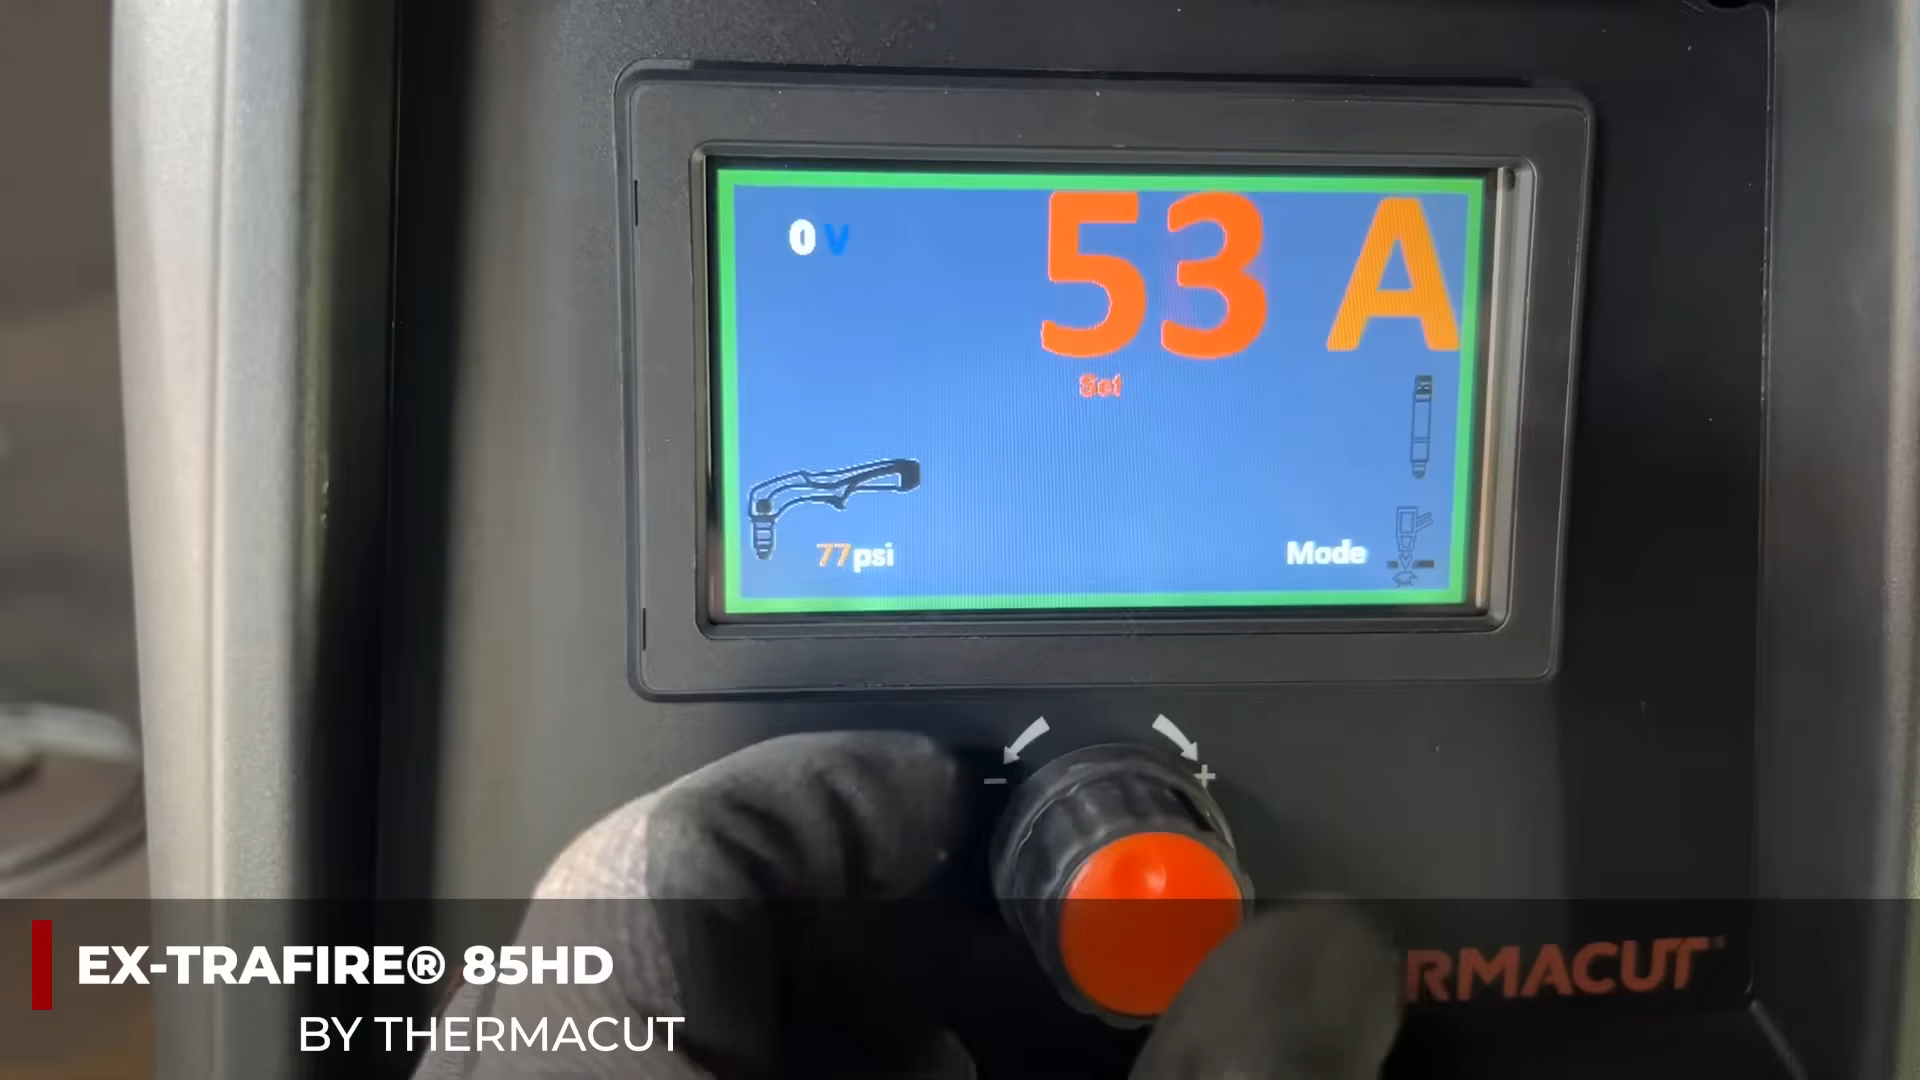 0 V
53 A
Set
77 psi
Mode
- +
RMACUT
EX-TRAFIRE® 85HD
BY THERMACUT